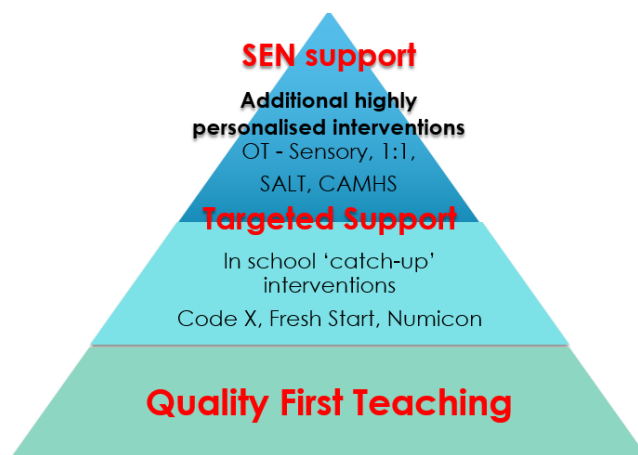 SEN support
Additional highly
personalised interventions
OT - Sensory, 1:1,
SALT, CAMHS
Targeted Support
In school ‘catch-up’
interventions
Code X, Fresh Start, Numicon
Quality First Teaching